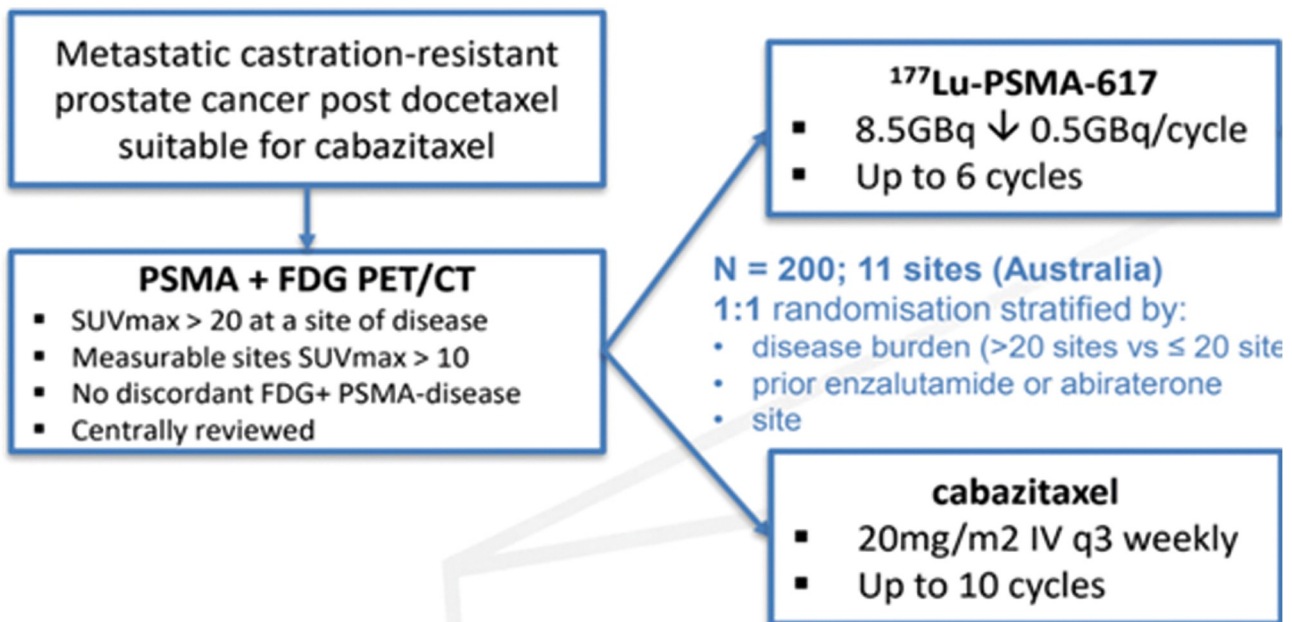 Metastatic castration-resistant
prostate cancer post docetaxel
suitable for cabazitaxel
PSMA + FDG PET/CT
▪ SUVmax > 20 at a site of disease
▪ Measurable sites SUVmax > 10
▪ No discordant FDG+ PSMA-disease
▪ Centrally reviewed
¹⁷⁷Lu-PSMA-617
▪ 8.5GBq ↓ 0.5GBq/cycle
▪ Up to 6 cycles
N = 200; 11 sites (Australia)
1:1 randomisation stratified by:
• disease burden (>20 sites vs ≤ 20 site
• prior enzalutamide or abiraterone
• site
cabazitaxel
▪ 20mg/m2 IV q3 weekly
▪ Up to 10 cycles